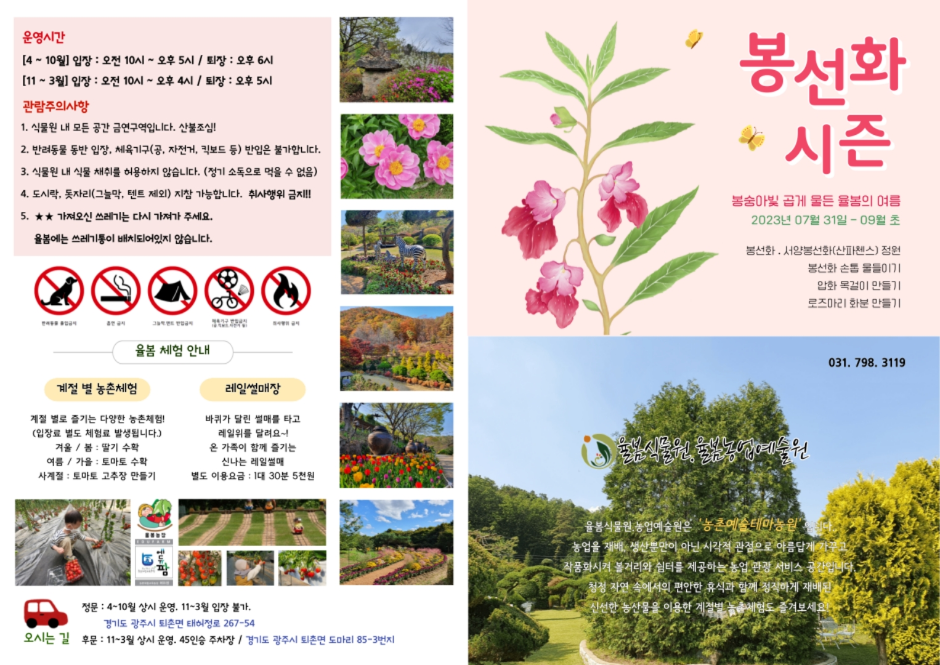 운영시간
[4 ~ 10월] 입장 : 오전 10시 ~ 오후 5시 / 퇴장 : 오후 6시
[11 ~ 3월] 입장 : 오전 10시 ~ 오후 4시 / 퇴장 : 오후 5시
관람주의사항
1. 식물원 내 모든 공간 금연구역입니다. 산불조심!
2. 반려동물 동반 입장, 체육기구(공, 자전거, 킥보드 등) 반입은 불가합니다.
3. 식물원 내 식물 채취를 허용하지 않습니다. (정기 소독으로 먹을 수 없음)
4. 도시락, 돗자리(그늘막, 텐트 제외) 지참 가능합니다. 취사행위 금지!!
5. ★★ 가져오신 쓰레기는 다시 가져가 주세요.
율봄에는 쓰레기통이 배치되어있지 않습니다.
반려동물 출입금지
흡연 금지
그늘막,텐트 반입금지
체육기구 반입금지
취사행위 금지
율봄 체험 안내
계절 별 농촌체험
계절 별로 즐기는 다양한 농촌체험!
(입장료 별도 체험료 발생됩니다.)
겨울 / 봄 : 딸기 수확
여름 / 가을 : 토마토 수확
사계절 : 토마토 고추장 만들기
레일썰매장
바퀴가 달린 썰매를 타고
레일위를 달려요~!
온 가족이 함께 즐기는
신나는 레일썰매
별도 이용요금 : 1대 30분 5천원
율봄농업
팜
오시는 길
정문 : 4~10월 상시 운영. 11~3월 입장 불가.
경기도 광주시 퇴촌면 태허정로 267-54
후문 : 11~3월 상시 운영. 45인승 주차장 / 경기도 광주시 퇴촌면 도마리 85-3번지
봉선화
시즌
봉숭아빛 곱게 물든 율봄의 여름
2023년 07월 31일 - 09월 초
봉선화 . 서양봉선화(산파첸스) 정원
봉선화 손톱 물들이기
압화 목걸이 만들기
로즈마리 화분 만들기
031. 798. 3119
율봄식물원, 율봄농업예술원
율봄식물원,농업예술원은 '농촌예술테마농원' 입니다.
농업을 재배, 생산뿐만이 아닌 시각적 관점으로 아름답게 가꾸고
작품화시켜 볼거리와 쉼터를 제공하는 농업 관광 서비스 공간입니다.
청정 자연 속에서의 편안한 휴식과 함께 정직하게 재배된
신선한 농산물을 이용한 계절별 농촌체험도 즐겨보세요!